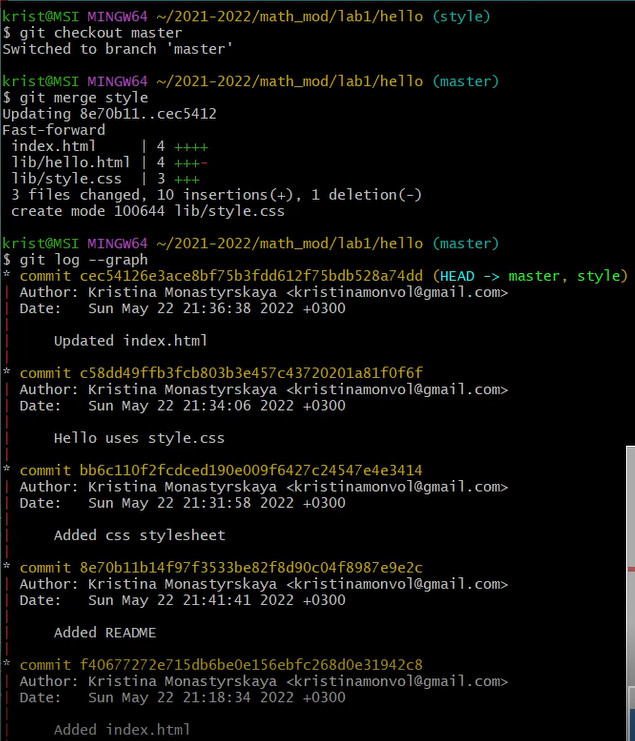 krist@MSI MINGW64 ~/2021-2022/math_mod/lab1/hello (style)
$ git checkout master
Switched to branch 'master'
krist@MSI MINGW64 ~/2021-2022/math_mod/lab1/hello (master)
$ git merge style
Updating 8e70b11..cec5412
Fast-forward
 index.html     | 4 ++++
 lib/hello.html | 4 +++-
 lib/style.css  | 3 +++
 3 files changed, 10 insertions(+), 1 deletion(-)
 create mode 100644 lib/style.css
krist@MSI MINGW64 ~/2021-2022/math_mod/lab1/hello (master)
$ git log --graph
* commit cec54126e3ace8bf75b3fdd612f75bdb528a74dd (HEAD -> master, style)
| Author: Kristina Monastyrskaya <kristinamonvol@gmail.com>
| Date:   Sun May 22 21:36:38 2022 +0300
|
|     Updated index.html
|
* commit c58dd49ffb3fcb803b3e457c43720201a81f0f6f
| Author: Kristina Monastyrskaya <kristinamonvol@gmail.com>
| Date:   Sun May 22 21:34:06 2022 +0300
|
|     Hello uses style.css
|
* commit bb6c110f2fcdced190e009f6427c24547e4e3414
| Author: Kristina Monastyrskaya <kristinamonvol@gmail.com>
| Date:   Sun May 22 21:31:58 2022 +0300
|
|     Added css stylesheet
|
* commit 8e70b11b14f97f3533be82f8d90c04f8987e9e2c
| Author: Kristina Monastyrskaya <kristinamonvol@gmail.com>
| Date:   Sun May 22 21:41:41 2022 +0300
|
|     Added README
|
* commit f40677272e715db6be0e156ebfc268d0e31942c8
| Author: Kristina Monastyrskaya <kristinamonvol@gmail.com>
| Date:   Sun May 22 21:18:34 2022 +0300
|
|     Added index.html